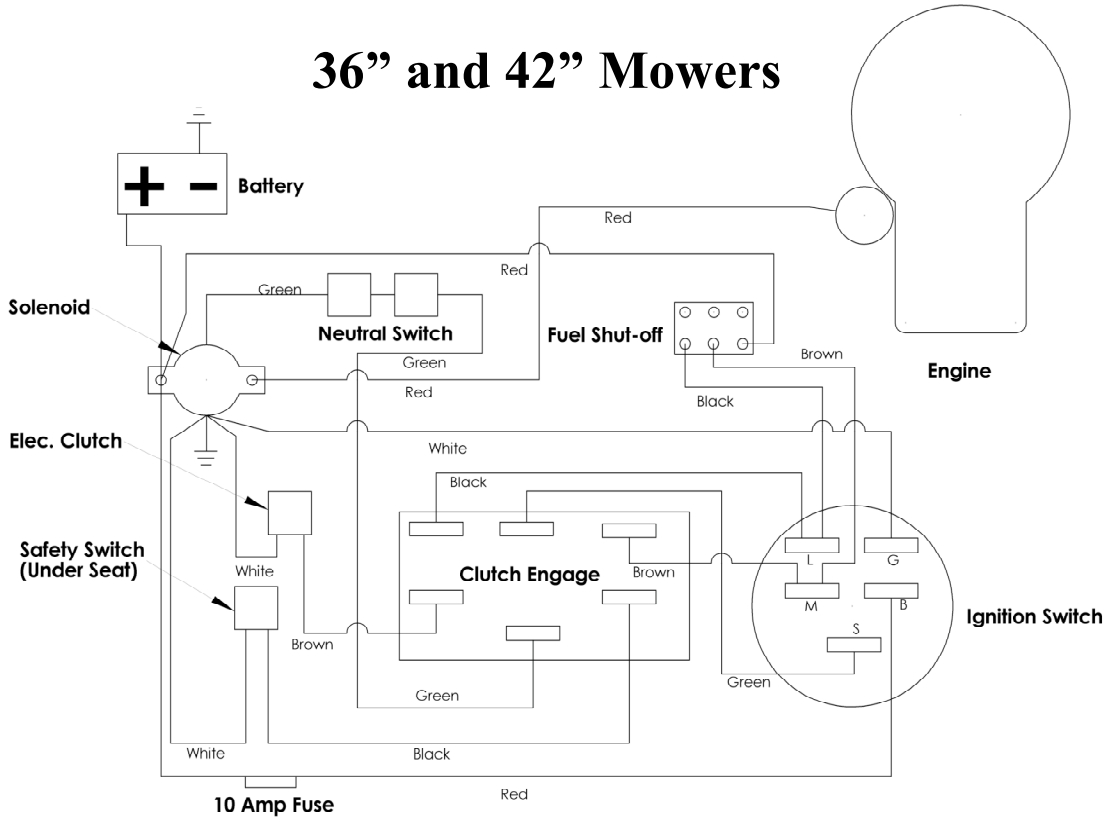 36” and 42” Mowers
Battery
Red
Red
Green
Solenoid
Neutral Switch
Fuel Shut-off
Brown
Green
Engine
Red
Black
Elec. Clutch
White
Black
Safety Switch
(Under Seat)
L
G
White
Clutch Engage
Brown
M
B
Ignition Switch
S
Brown
Green
Green
White
Black
Red
10 Amp Fuse